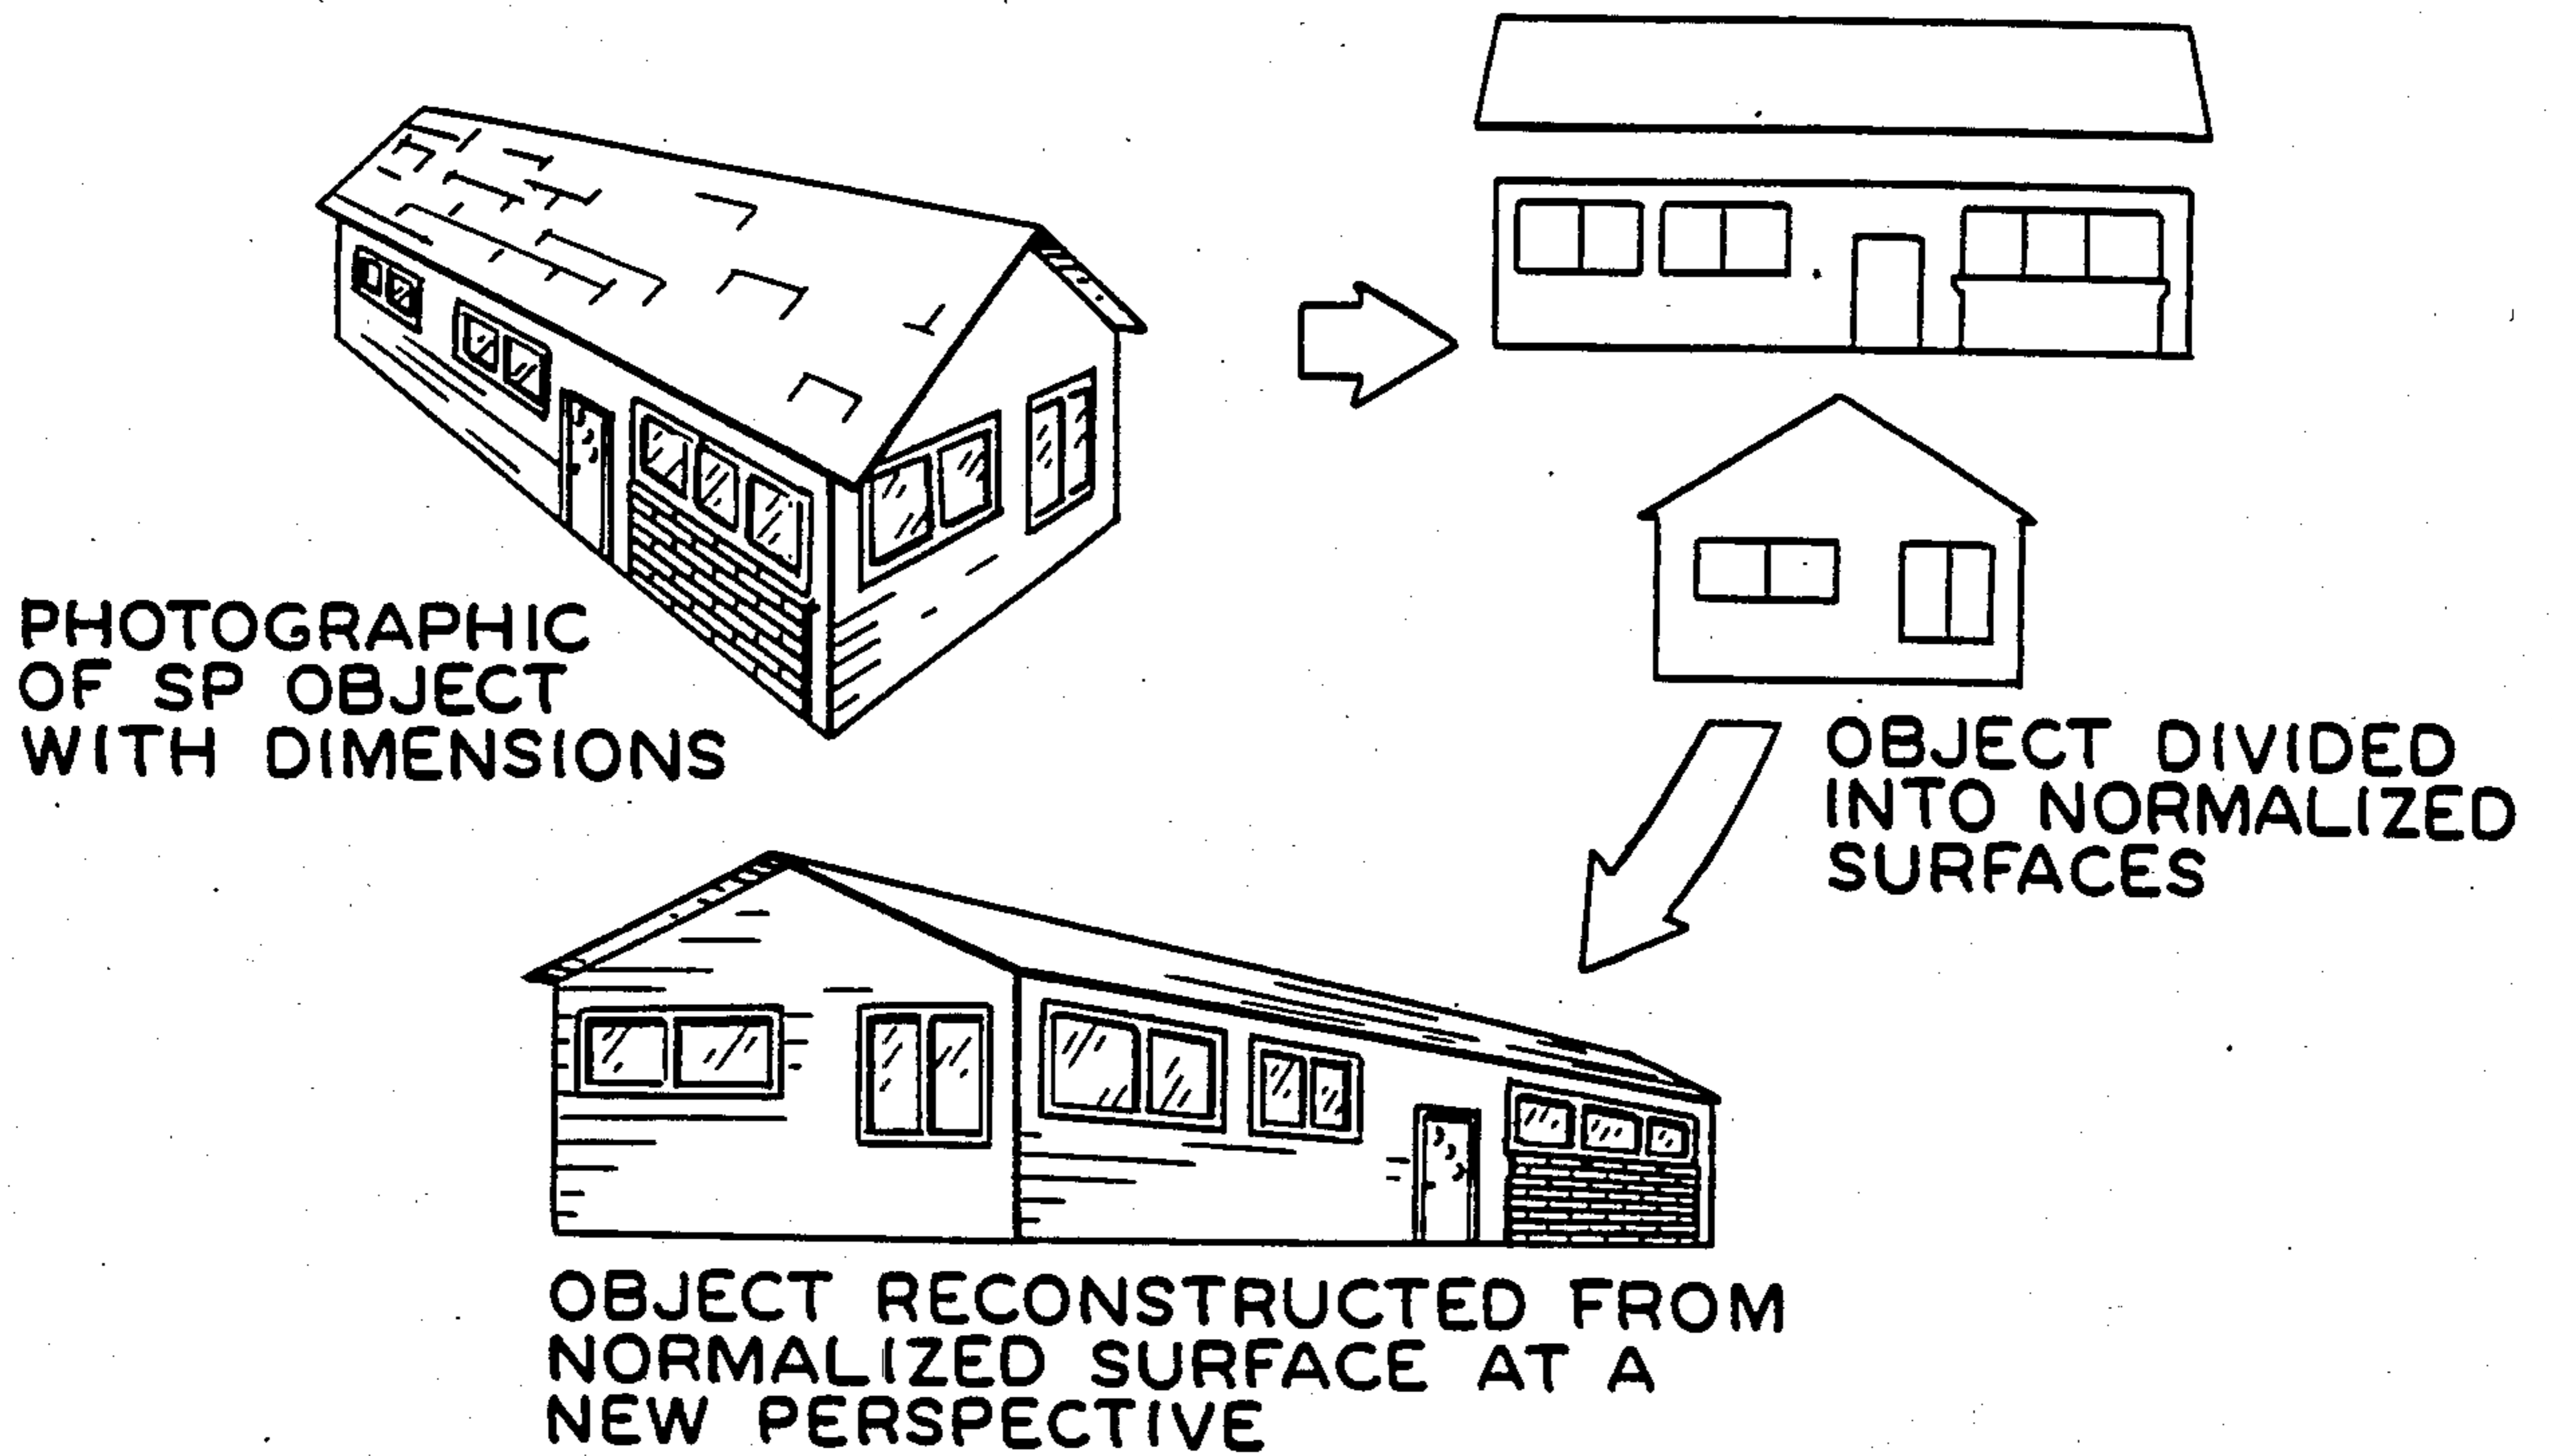 PHOTOGRAPHIC
OF SP OBJECT
WITH DIMENSIONS
OBJECT DIVIDED
INTO NORMALIZED
SURFACES
OBJECT RECONSTRUCTED FROM
NORMALIZED SURFACE AT A
NEW PERSPECTIVE